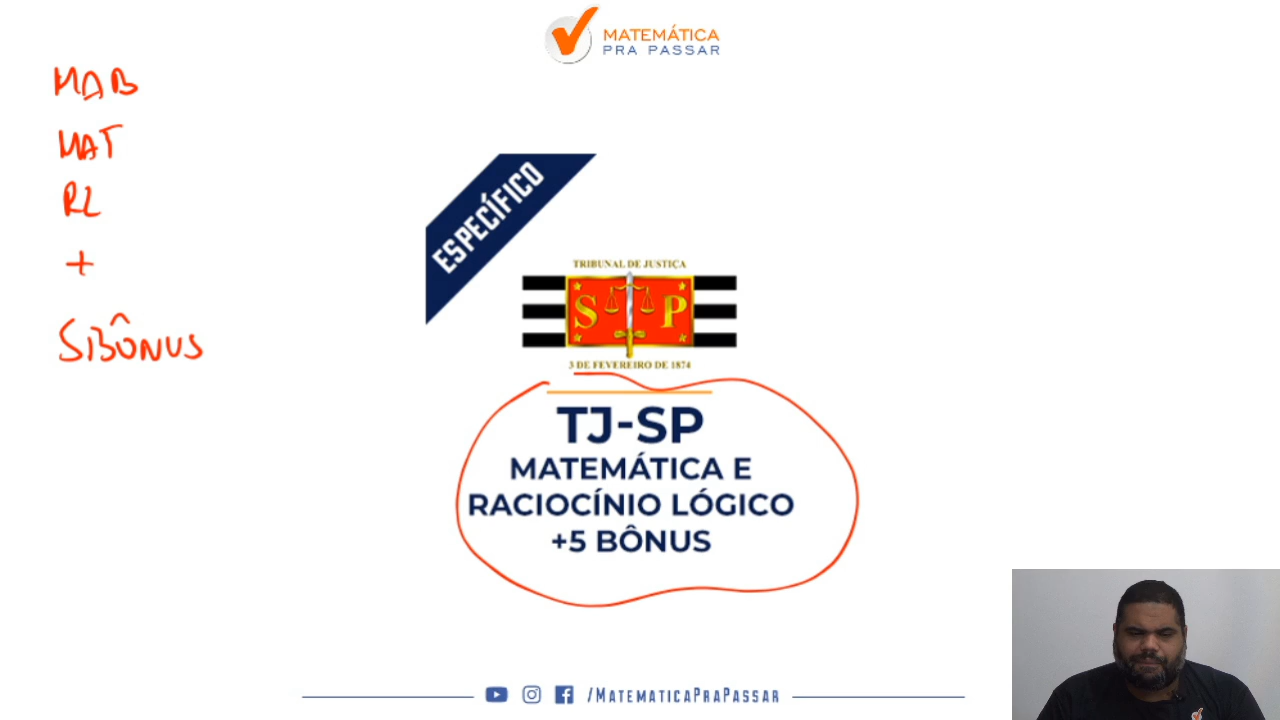 MATEMÁTICA
PRA PASSAR
MAB
MAT
RL
+
5 BÔNUS
ESPECÍFICO
TRIBUNAL DE JUSTIÇA
S P
3 DE FEVEREIRO DE 1874
TJ-SP
MATEMÁTICA E
RACIOCÍNIO LÓGICO
+5 BÔNUS
/MATEMATICAPRAPASSAR